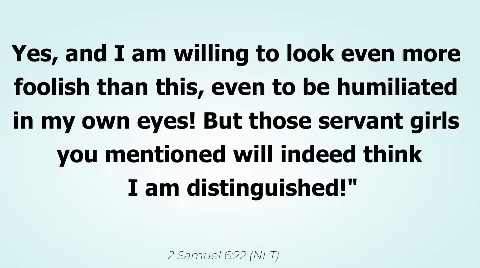 Yes, and I am willing to look even more
foolish than this, even to be humiliated
in my own eyes! But those servant girls
you mentioned will indeed think
I am distinguished!"
2 Samuel 6:22 (NLT)